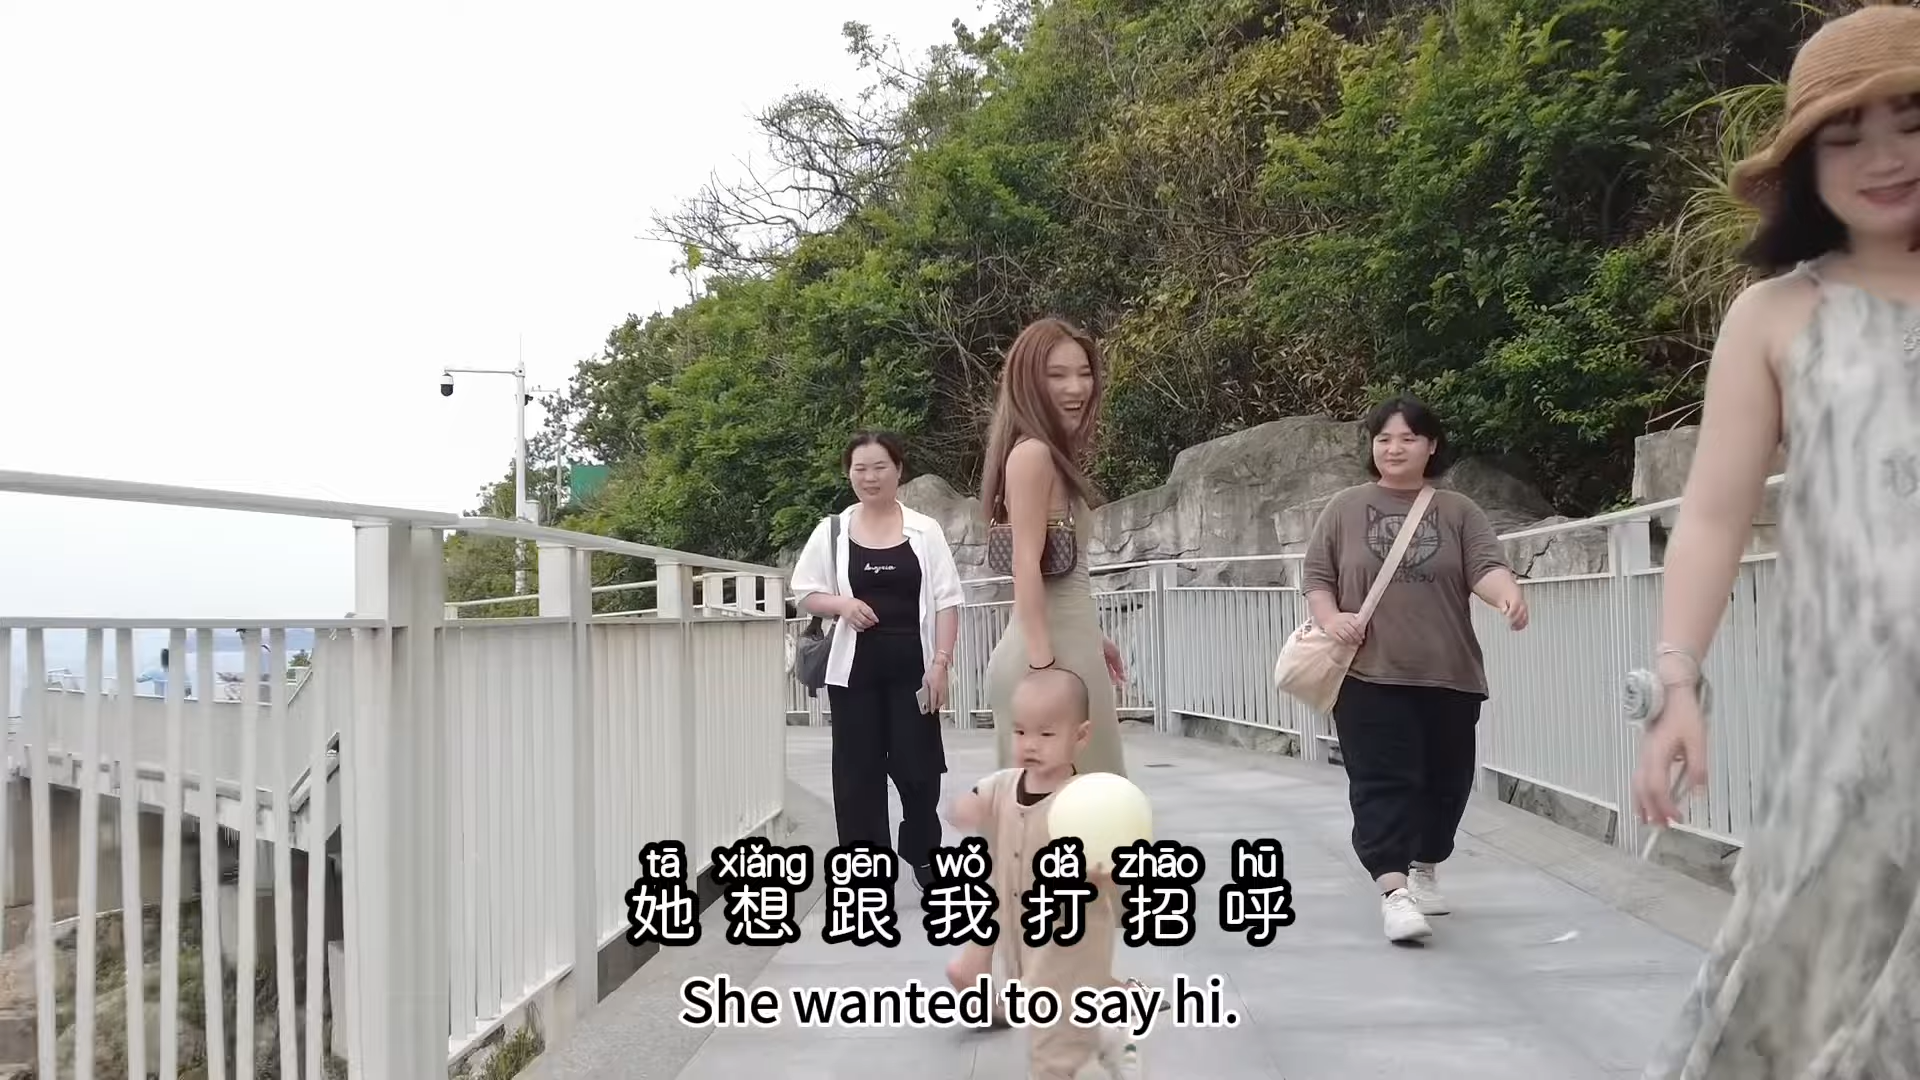 tā xiǎng gēn wǒ dǎ zhāo hū
她想跟我打招呼
She wanted to say hi.